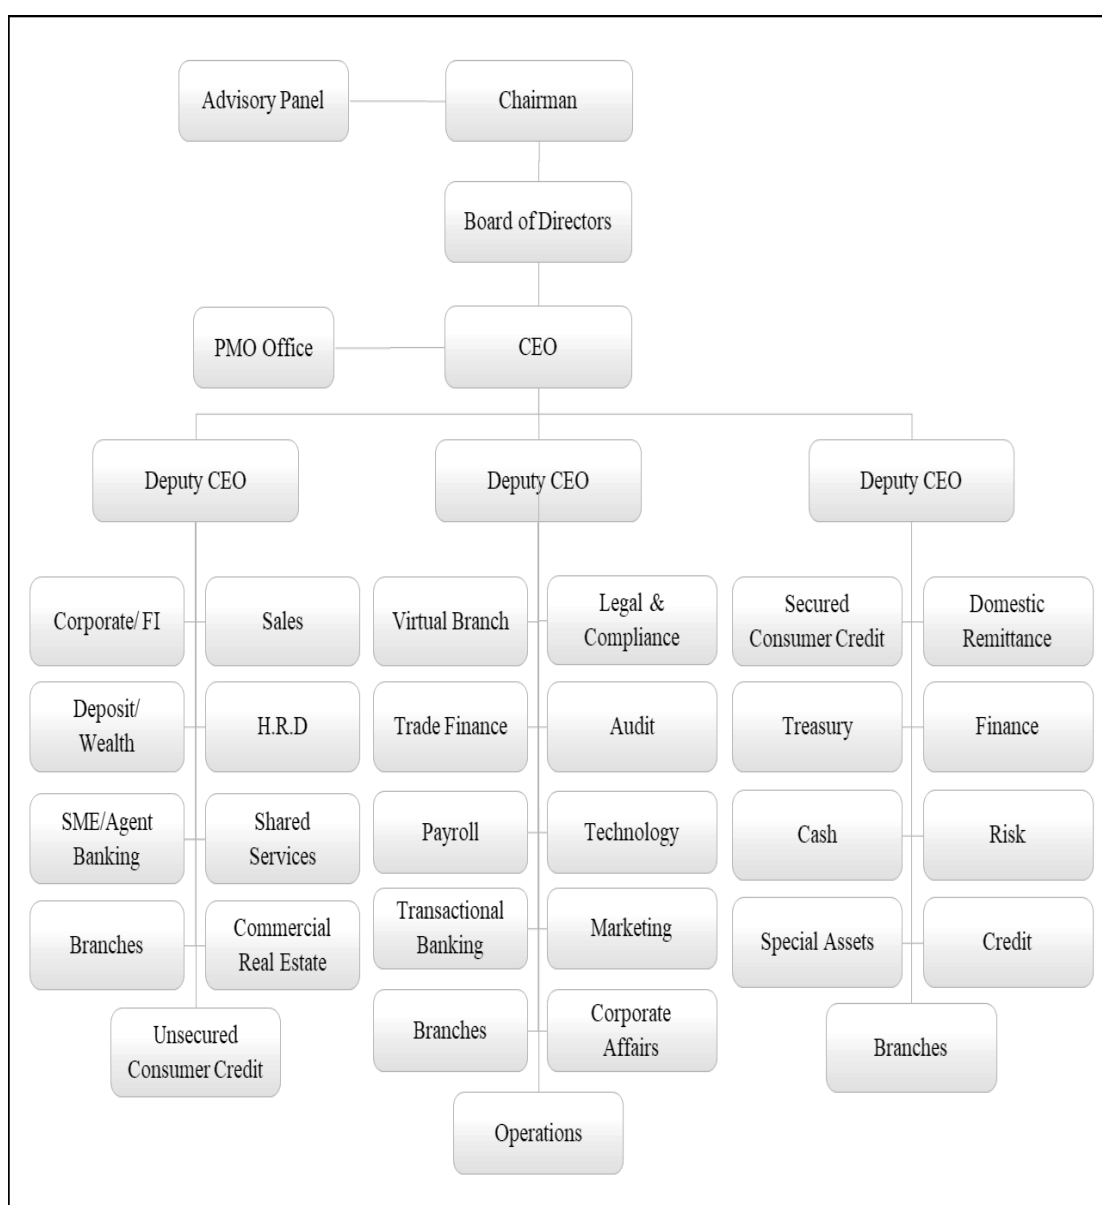 Advisory Panel
Chairman
Board of Directors
PMO Office
CEO
Deputy CEO
Deputy CEO
Deputy CEO
Corporate/ FI
Sales
Virtual Branch
Legal &
Compliance
Secured
Consumer Credit
Domestic
Remittance
Deposit/
Wealth
H.R.D
Trade Finance
Audit
Treasury
Finance
SME/Agent
Banking
Shared
Services
Payroll
Technology
Cash
Risk
Branches
Commercial
Real Estate
Transactional
Banking
Marketing
Special Assets
Credit
Unsecured
Consumer Credit
Branches
Corporate
Affairs
Branches
Operations